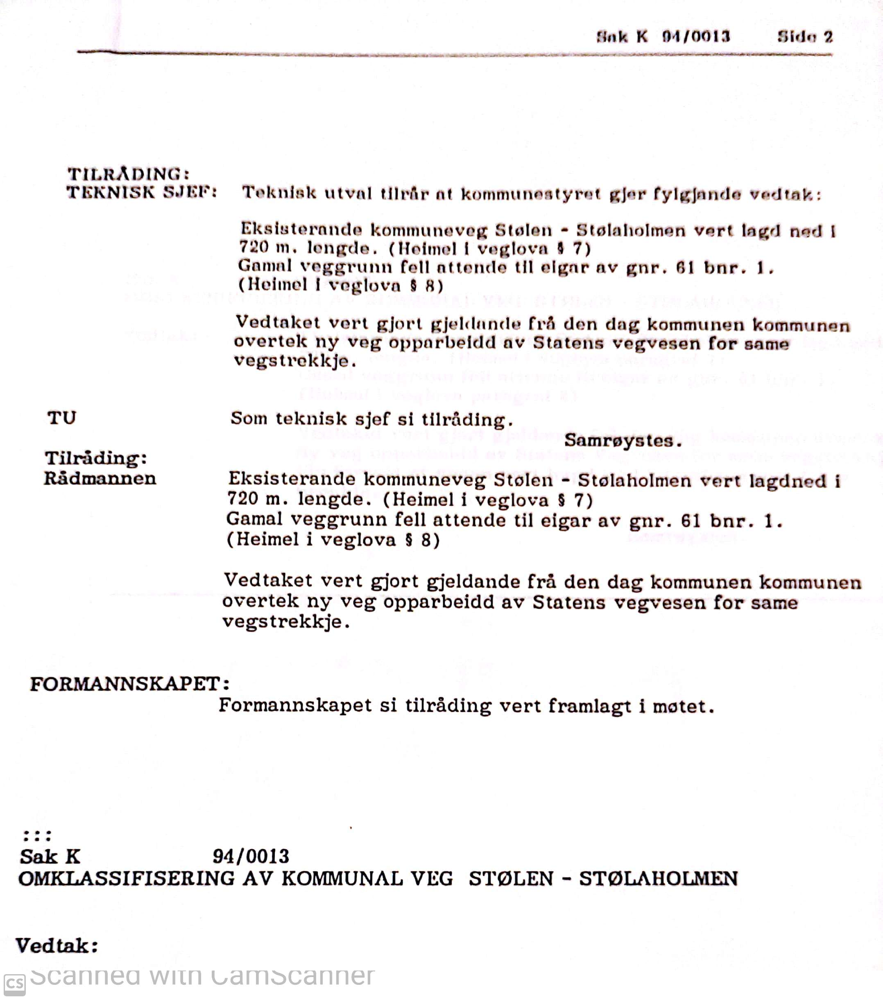 Sak K 94/0013 Side 2
TILRÅDING:
TEKNISK SJEF: Teknisk utval tilrår at kommunestyret gjer fylgjande vedtak:
Eksisterande kommuneveg Stølen - Stølaholmen vert lagd ned i
720 m. lengde. (Heimel i veglova § 7)
Gamal veggrunn fell attende til eigar av gnr. 61 bnr. 1.
(Heimel i veglova § 8)
Vedtaket vert gjort gjeldande frå den dag kommunen kommunen
overtek ny veg opparbeidd av Statens vegvesen for same
vegstrekkje.
TU Som teknisk sjef si tilråding.
Samrøystes.
Tilråding:
Rådmannen Eksisterande kommuneveg Stølen - Stølaholmen vert lagdned i
720 m. lengde. (Heimel i veglova § 7)
Gamal veggrunn fell attende til eigar av gnr. 61 bnr. 1.
(Heimel i veglova § 8)
Vedtaket vert gjort gjeldande frå den dag kommunen kommunen
overtek ny veg opparbeidd av Statens vegvesen for same
vegstrekkje.
FORMANNSKAPET:
Formannskapet si tilråding vert framlagt i møtet.
:::
Sak K 94/0013
OMKLASSIFISERING AV KOMMUNAL VEG STØLEN - STØLAHOLMEN
Vedtak:
CS Scanned with CamScanner